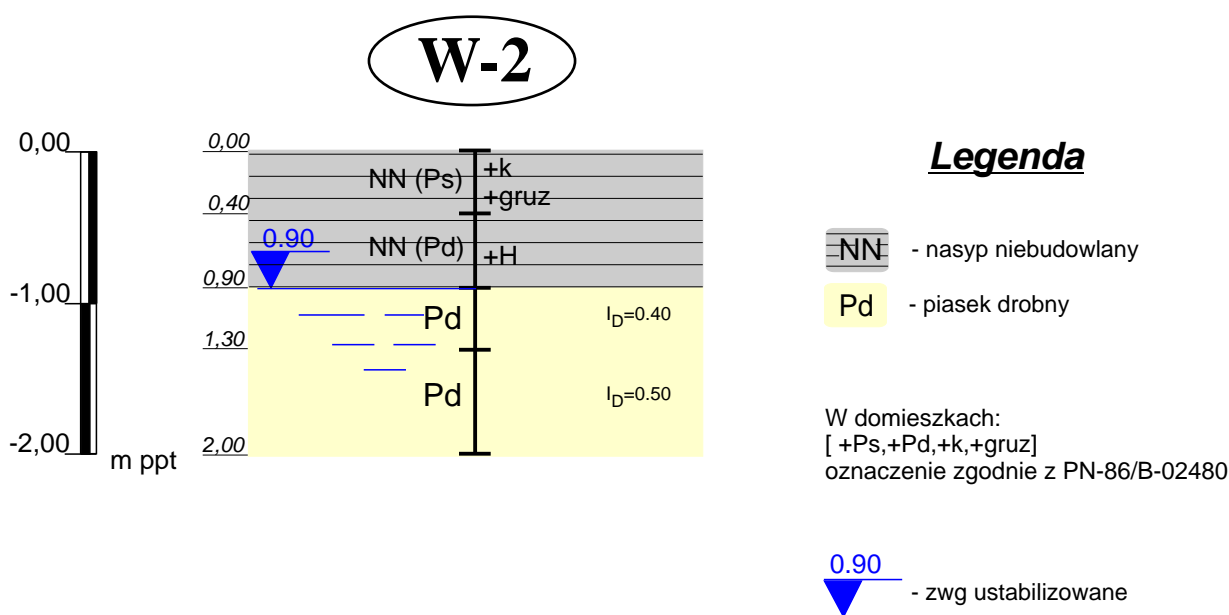 W-2
0,00
-1,00
-2,00
m ppt
0,00
0,40
0,90
1,30
2,00
NN (Ps)
+k
+gruz
NN (Pd)
+H
0.90
Pd
I_D=0.40
Pd
I_D=0.50
Legenda
NN - nasyp niebudowlany
Pd - piasek drobny
W domieszkach:
[ +Ps,+Pd,+k,+gruz]
oznaczenie zgodnie z PN-86/B-02480
0.90
- zwg ustabilizowane